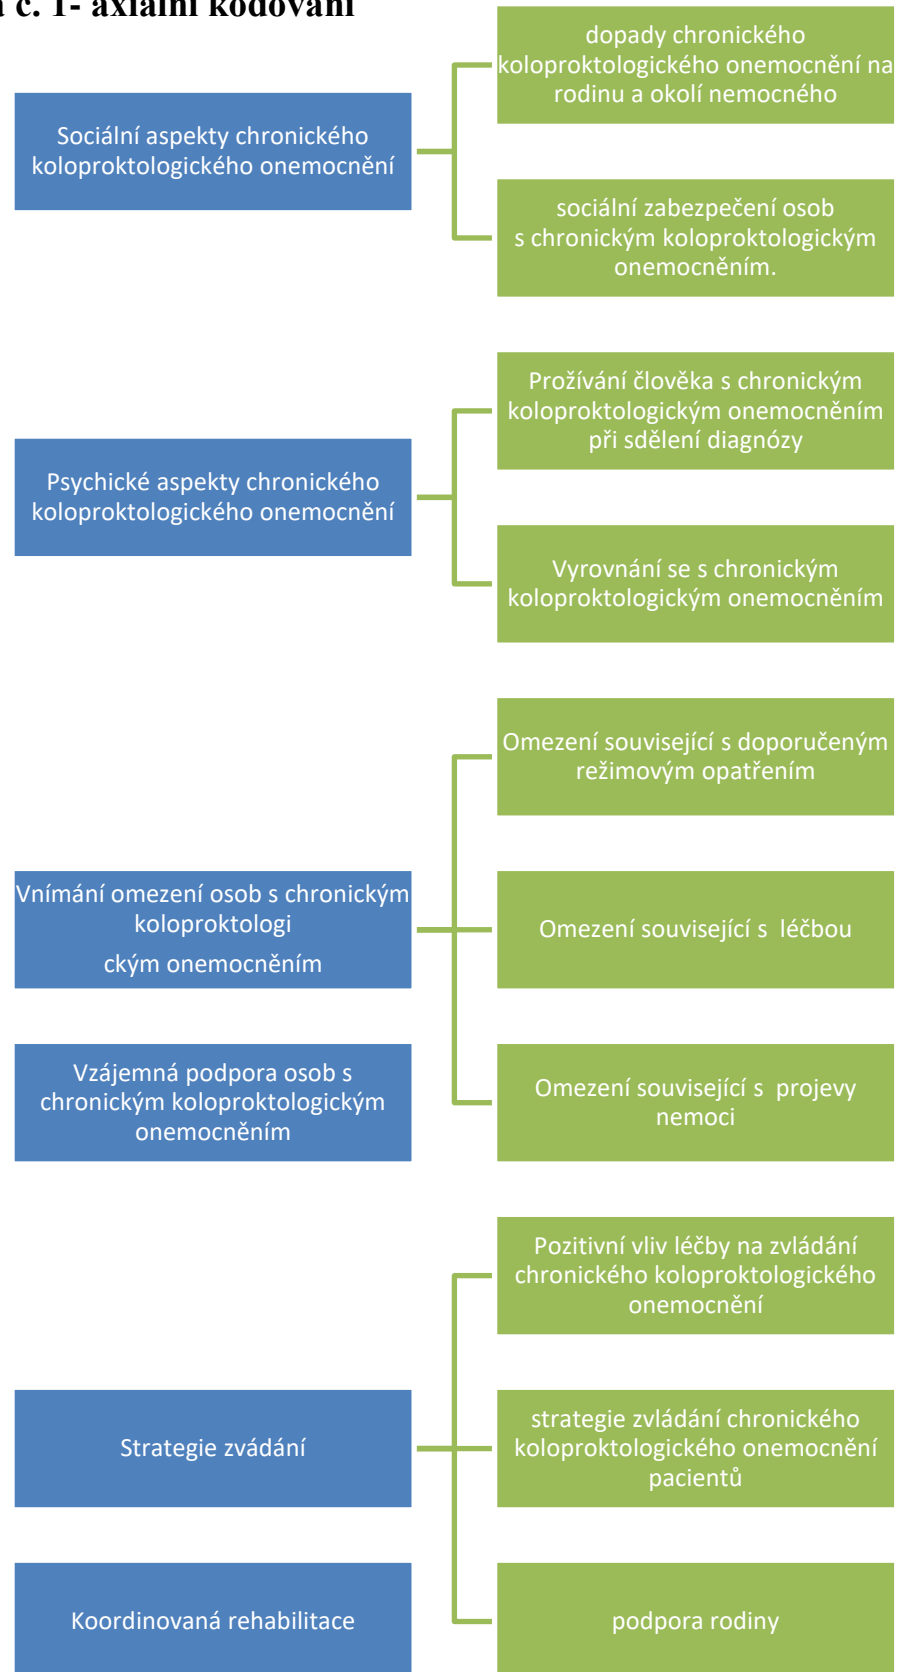 č. 1- axiální kódování
dopady chronického
koloproktologického onemocnění na
rodinu a okolí nemocného
Sociální aspekty chronického
koloproktologického onemocnění
sociální zabezpečení osob
s chronickým koloproktologickým
onemocněním.
Prožívání člověka s chronickým
koloproktologickým onemocněním
při sdělení diagnózy
Psychické aspekty chronického
koloproktologického onemocnění
Vyrovnání se s chronickým
koloproktologickým onemocněním
Omezení související s doporučeným
režimovým opatřením
Vnímání omezení osob s chronickým
koloproktologi
ckým onemocněním
Omezení související s  léčbou
Vzájemná podpora osob s
chronickým koloproktologickým
onemocněním
Omezení související s  projevy
nemoci
Pozitivní vliv léčby na zvládání
chronického koloproktologického
onemocnění
Strategie zvádání
strategie zvládání chronického
koloproktologického onemocnění
pacientů
Koordinovaná rehabilitace
podpora rodiny